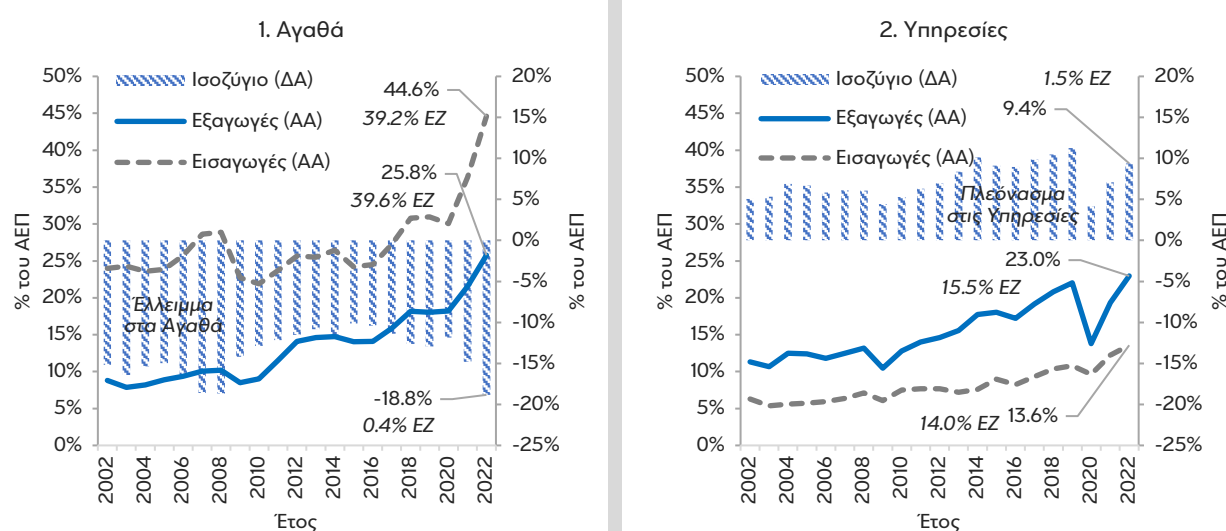 1. Αγαθά
50%
45%
40%
35%
30%
25%
20%
15%
10%
5%
0%
% του ΑΕΠ
Ισοζύγιο (ΔΑ)
Εξαγωγές (ΑΑ)
Εισαγωγές (ΑΑ)
44.6%
39.2% ΕΖ
25.8%
39.6% ΕΖ
Έλλειμμα
στα Αγαθά
-18.8%
0.4% ΕΖ
20%
15%
10%
5%
0%
-5%
-10%
-15%
-20%
-25%
% του ΑΕΠ
2002
2004
2006
2008
2010
2012
2014
2016
2018
2020
2022
Έτος
2. Υπηρεσίες
50%
45%
40%
35%
30%
25%
20%
15%
10%
5%
0%
% του ΑΕΠ
Ισοζύγιο (ΔΑ)
Εξαγωγές (ΑΑ)
Εισαγωγές (ΑΑ)
1.5% ΕΖ
9.4%
Πλεόνασμα
στις Υπηρεσίες
23.0%
15.5% ΕΖ
14.0% ΕΖ
13.6%
20%
15%
10%
5%
0%
-5%
-10%
-15%
-20%
-25%
% του ΑΕΠ
2002
2004
2006
2008
2010
2012
2014
2016
2018
2020
2022
Έτος